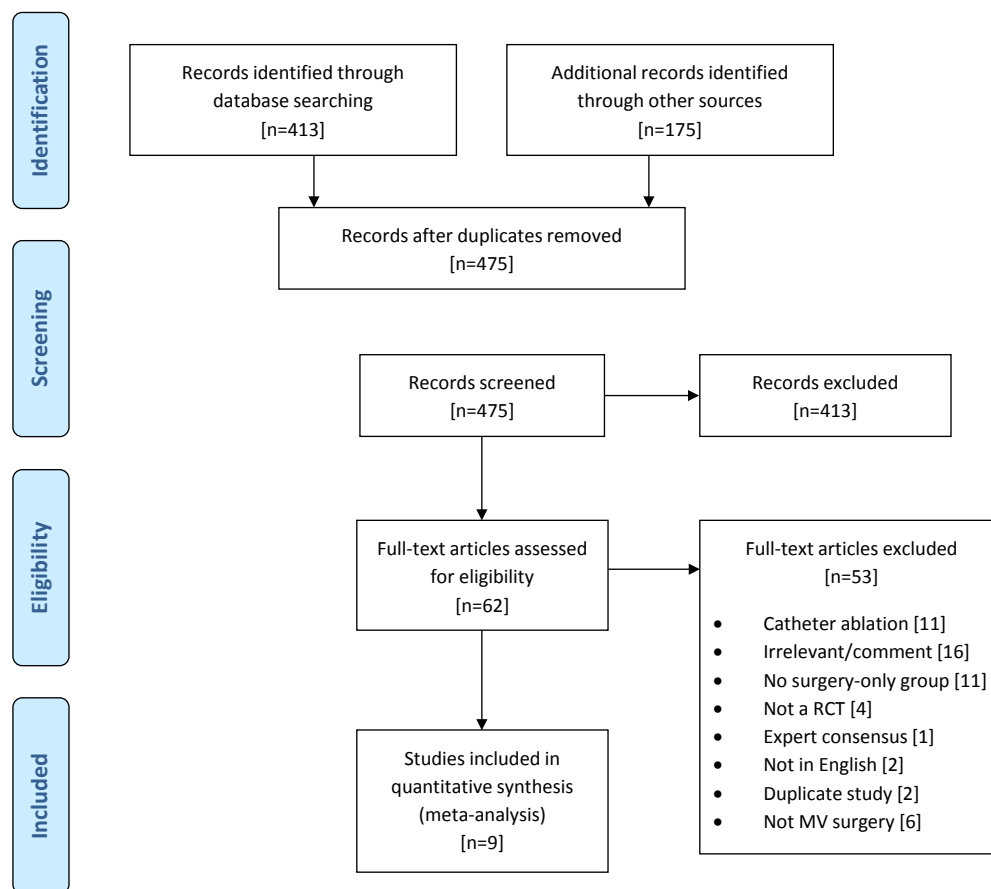 Identification
Records identified through
database searching
[n=413]
Additional records identified
through other sources
[n=175]
Records after duplicates removed
[n=475]
Screening
Records screened
[n=475]
Records excluded
[n=413]
Eligibility
Full-text articles assessed
for eligibility
[n=62]
Full-text articles excluded
[n=53]
• Catheter ablation [11]
• Irrelevant/comment [16]
• No surgery-only group [11]
• Not a RCT [4]
• Expert consensus [1]
• Not in English [2]
• Duplicate study [2]
• Not MV surgery [6]
Included
Studies included in
quantitative synthesis
(meta-analysis)
[n=9]